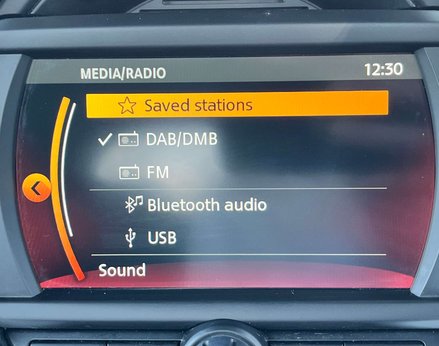 MEDIA/RADIO 12:30
Saved stations
DAB/DMB
FM
Bluetooth audio
USB
Sound